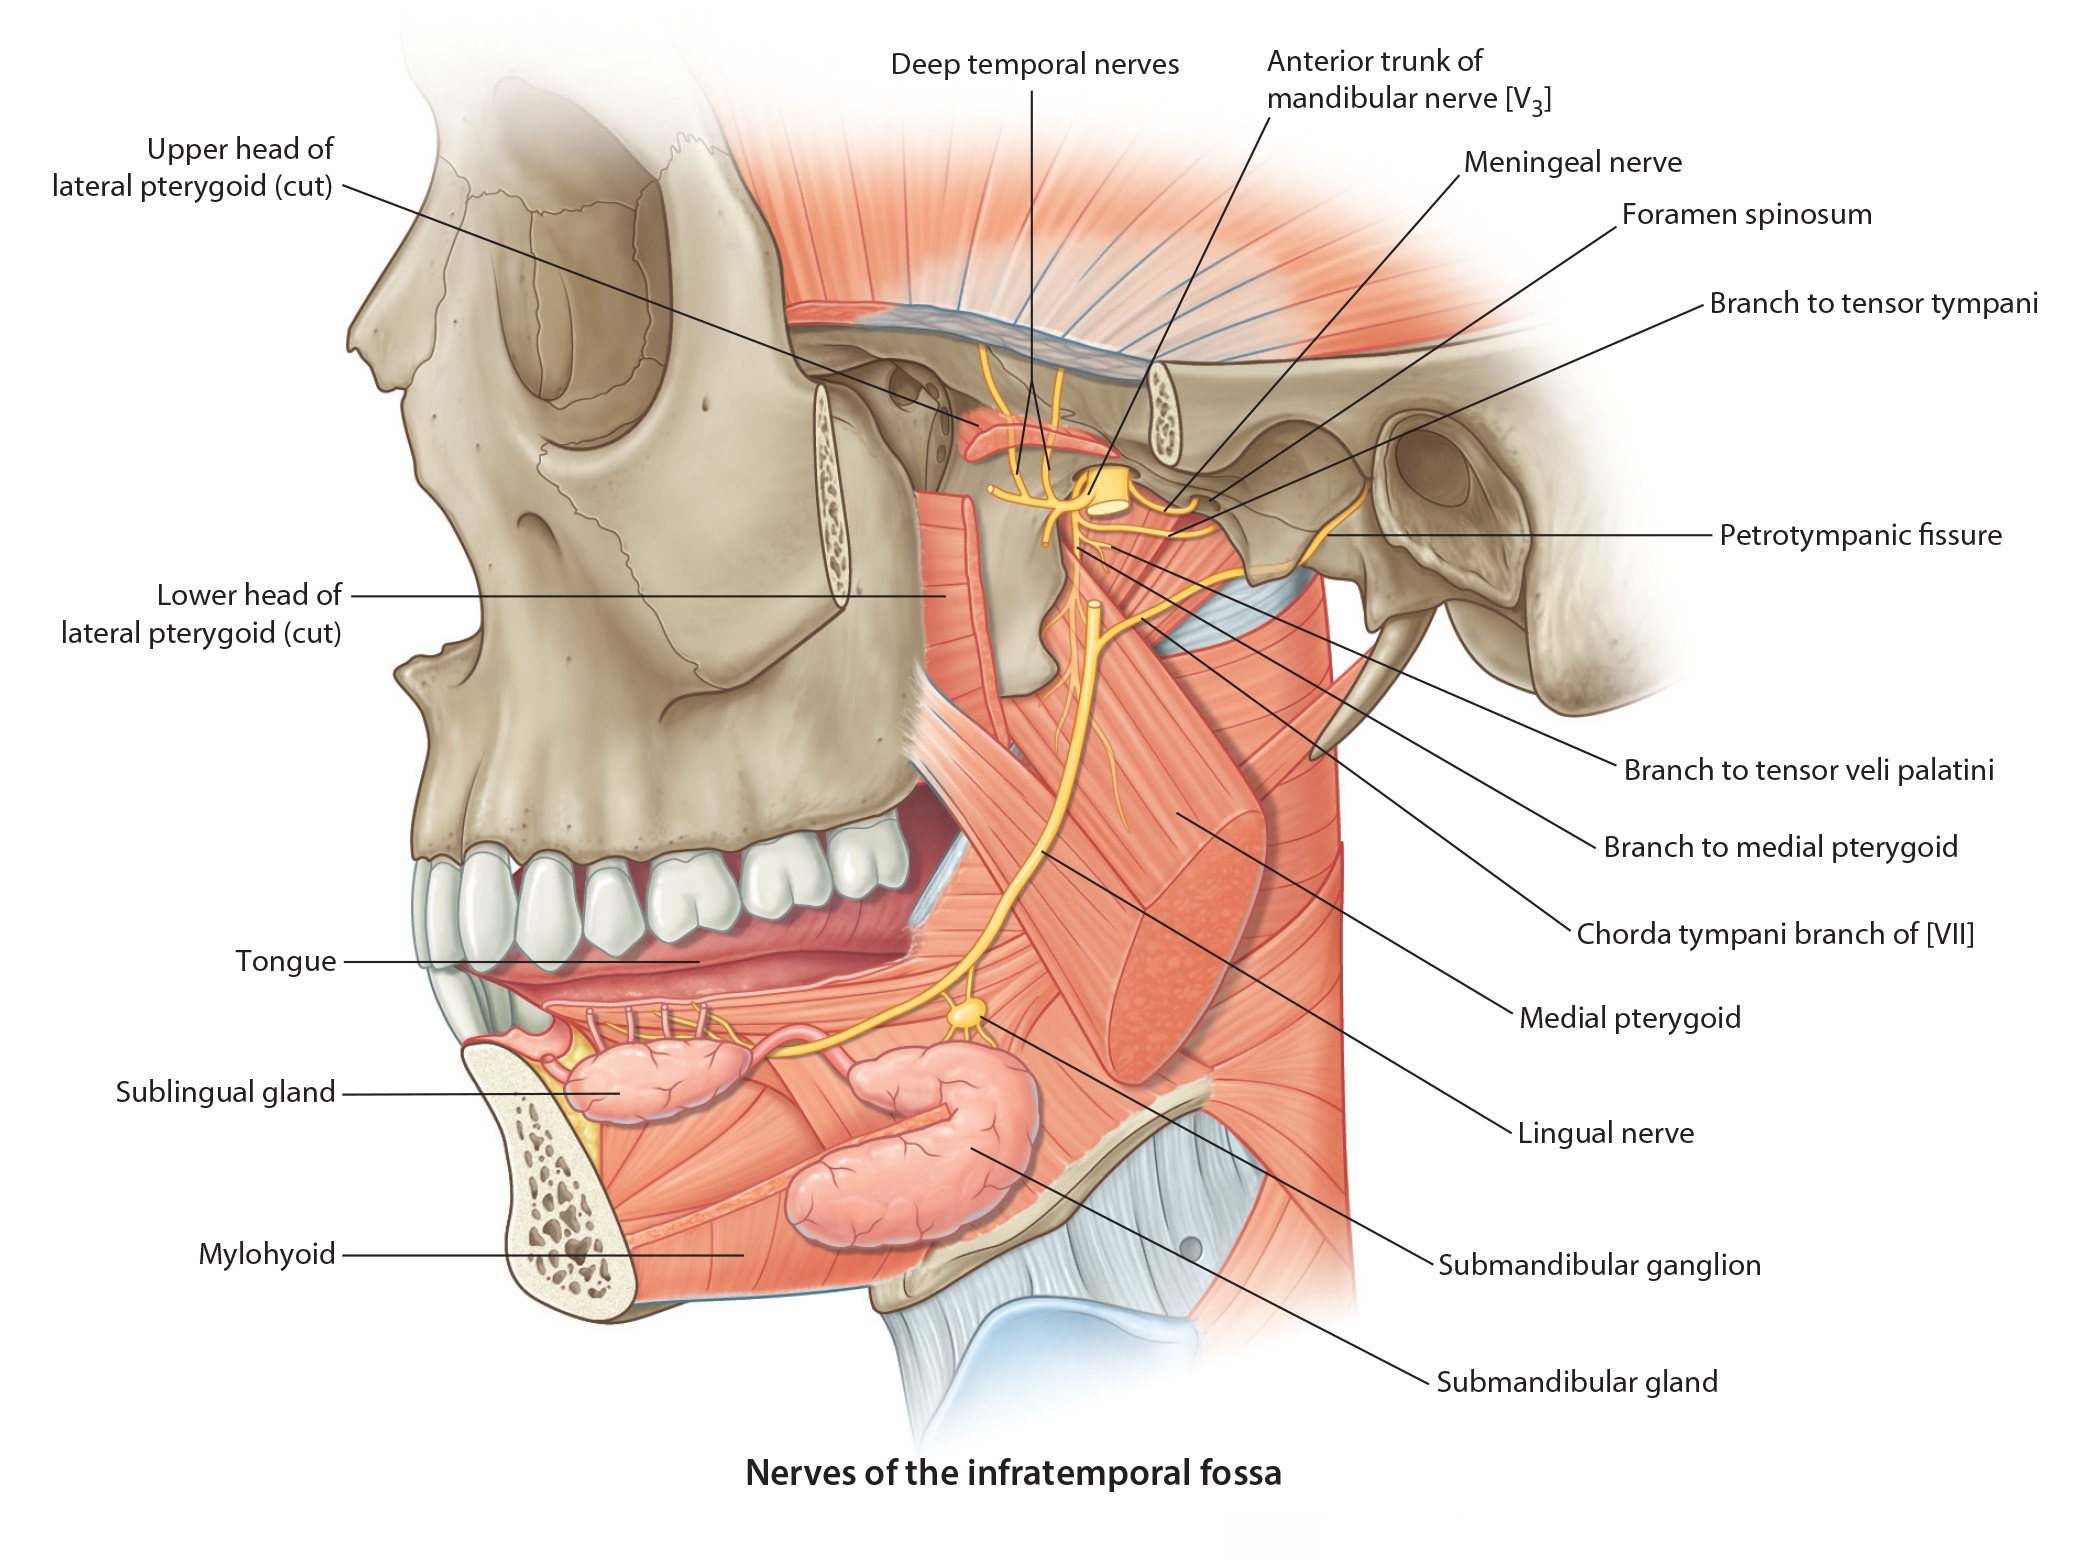 Deep temporal nerves
Anterior trunk of
mandibular nerve [V3]
Upper head of
lateral pterygoid (cut)
Meningeal nerve
Foramen spinosum
Branch to tensor tympani
Petrotympanic fissure
Lower head of
lateral pterygoid (cut)
Branch to tensor veli palatini
Branch to medial pterygoid
Chorda tympani branch of [VII]
Tongue
Medial pterygoid
Sublingual gland
Lingual nerve
Mylohyoid
Submandibular ganglion
Submandibular gland
Nerves of the infratemporal fossa